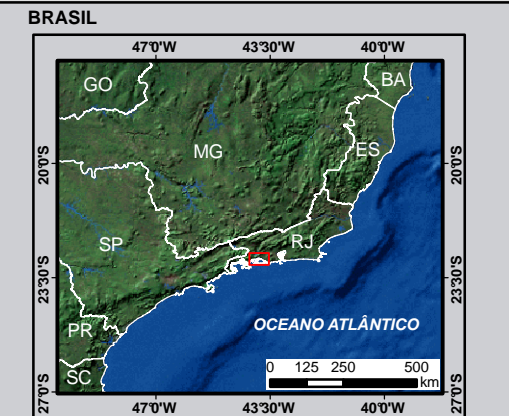 BRASIL
47°0'W 43°30'W 40°0'W
GO
BA
MG
ES
20°S 20°S
SP
RJ
23°30'S 23°30'S
PR
OCEANO ATLÂNTICO
SC
0 125 250 500
km
27°0'S 27°0'S
47°0'W 43°30'W 40°0'W